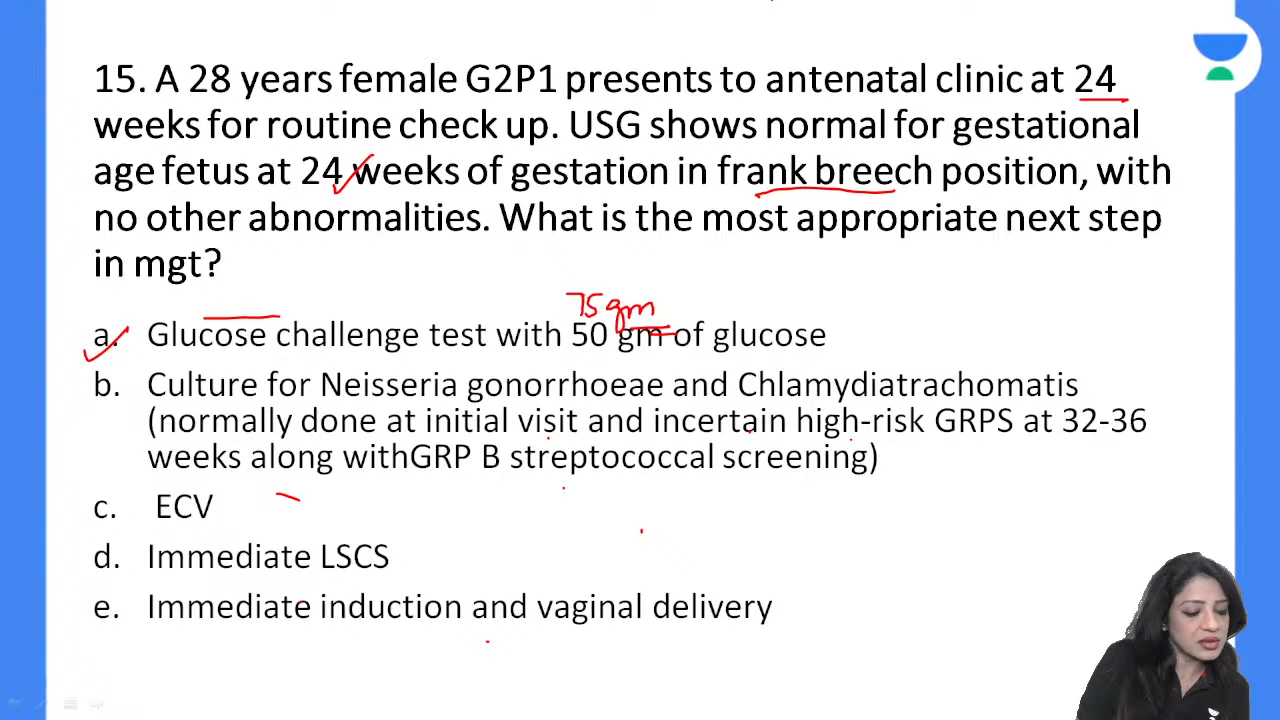 15. A 28 years female G2P1 presents to antenatal clinic at 24
weeks for routine check up. USG shows normal for gestational
age fetus at 24 weeks of gestation in frank breech position, with
no other abnormalities. What is the most appropriate next step
in mgt?
75 gm
a. Glucose challenge test with 50 gm of glucose
b. Culture for Neisseria gonorrhoeae and Chlamydiatrachomatis
(normally done at initial visit and incertain high-risk GRPS at 32-36
weeks along withGRP B streptococcal screening)
c. ECV
d. Immediate LSCS
e. Immediate induction and vaginal delivery